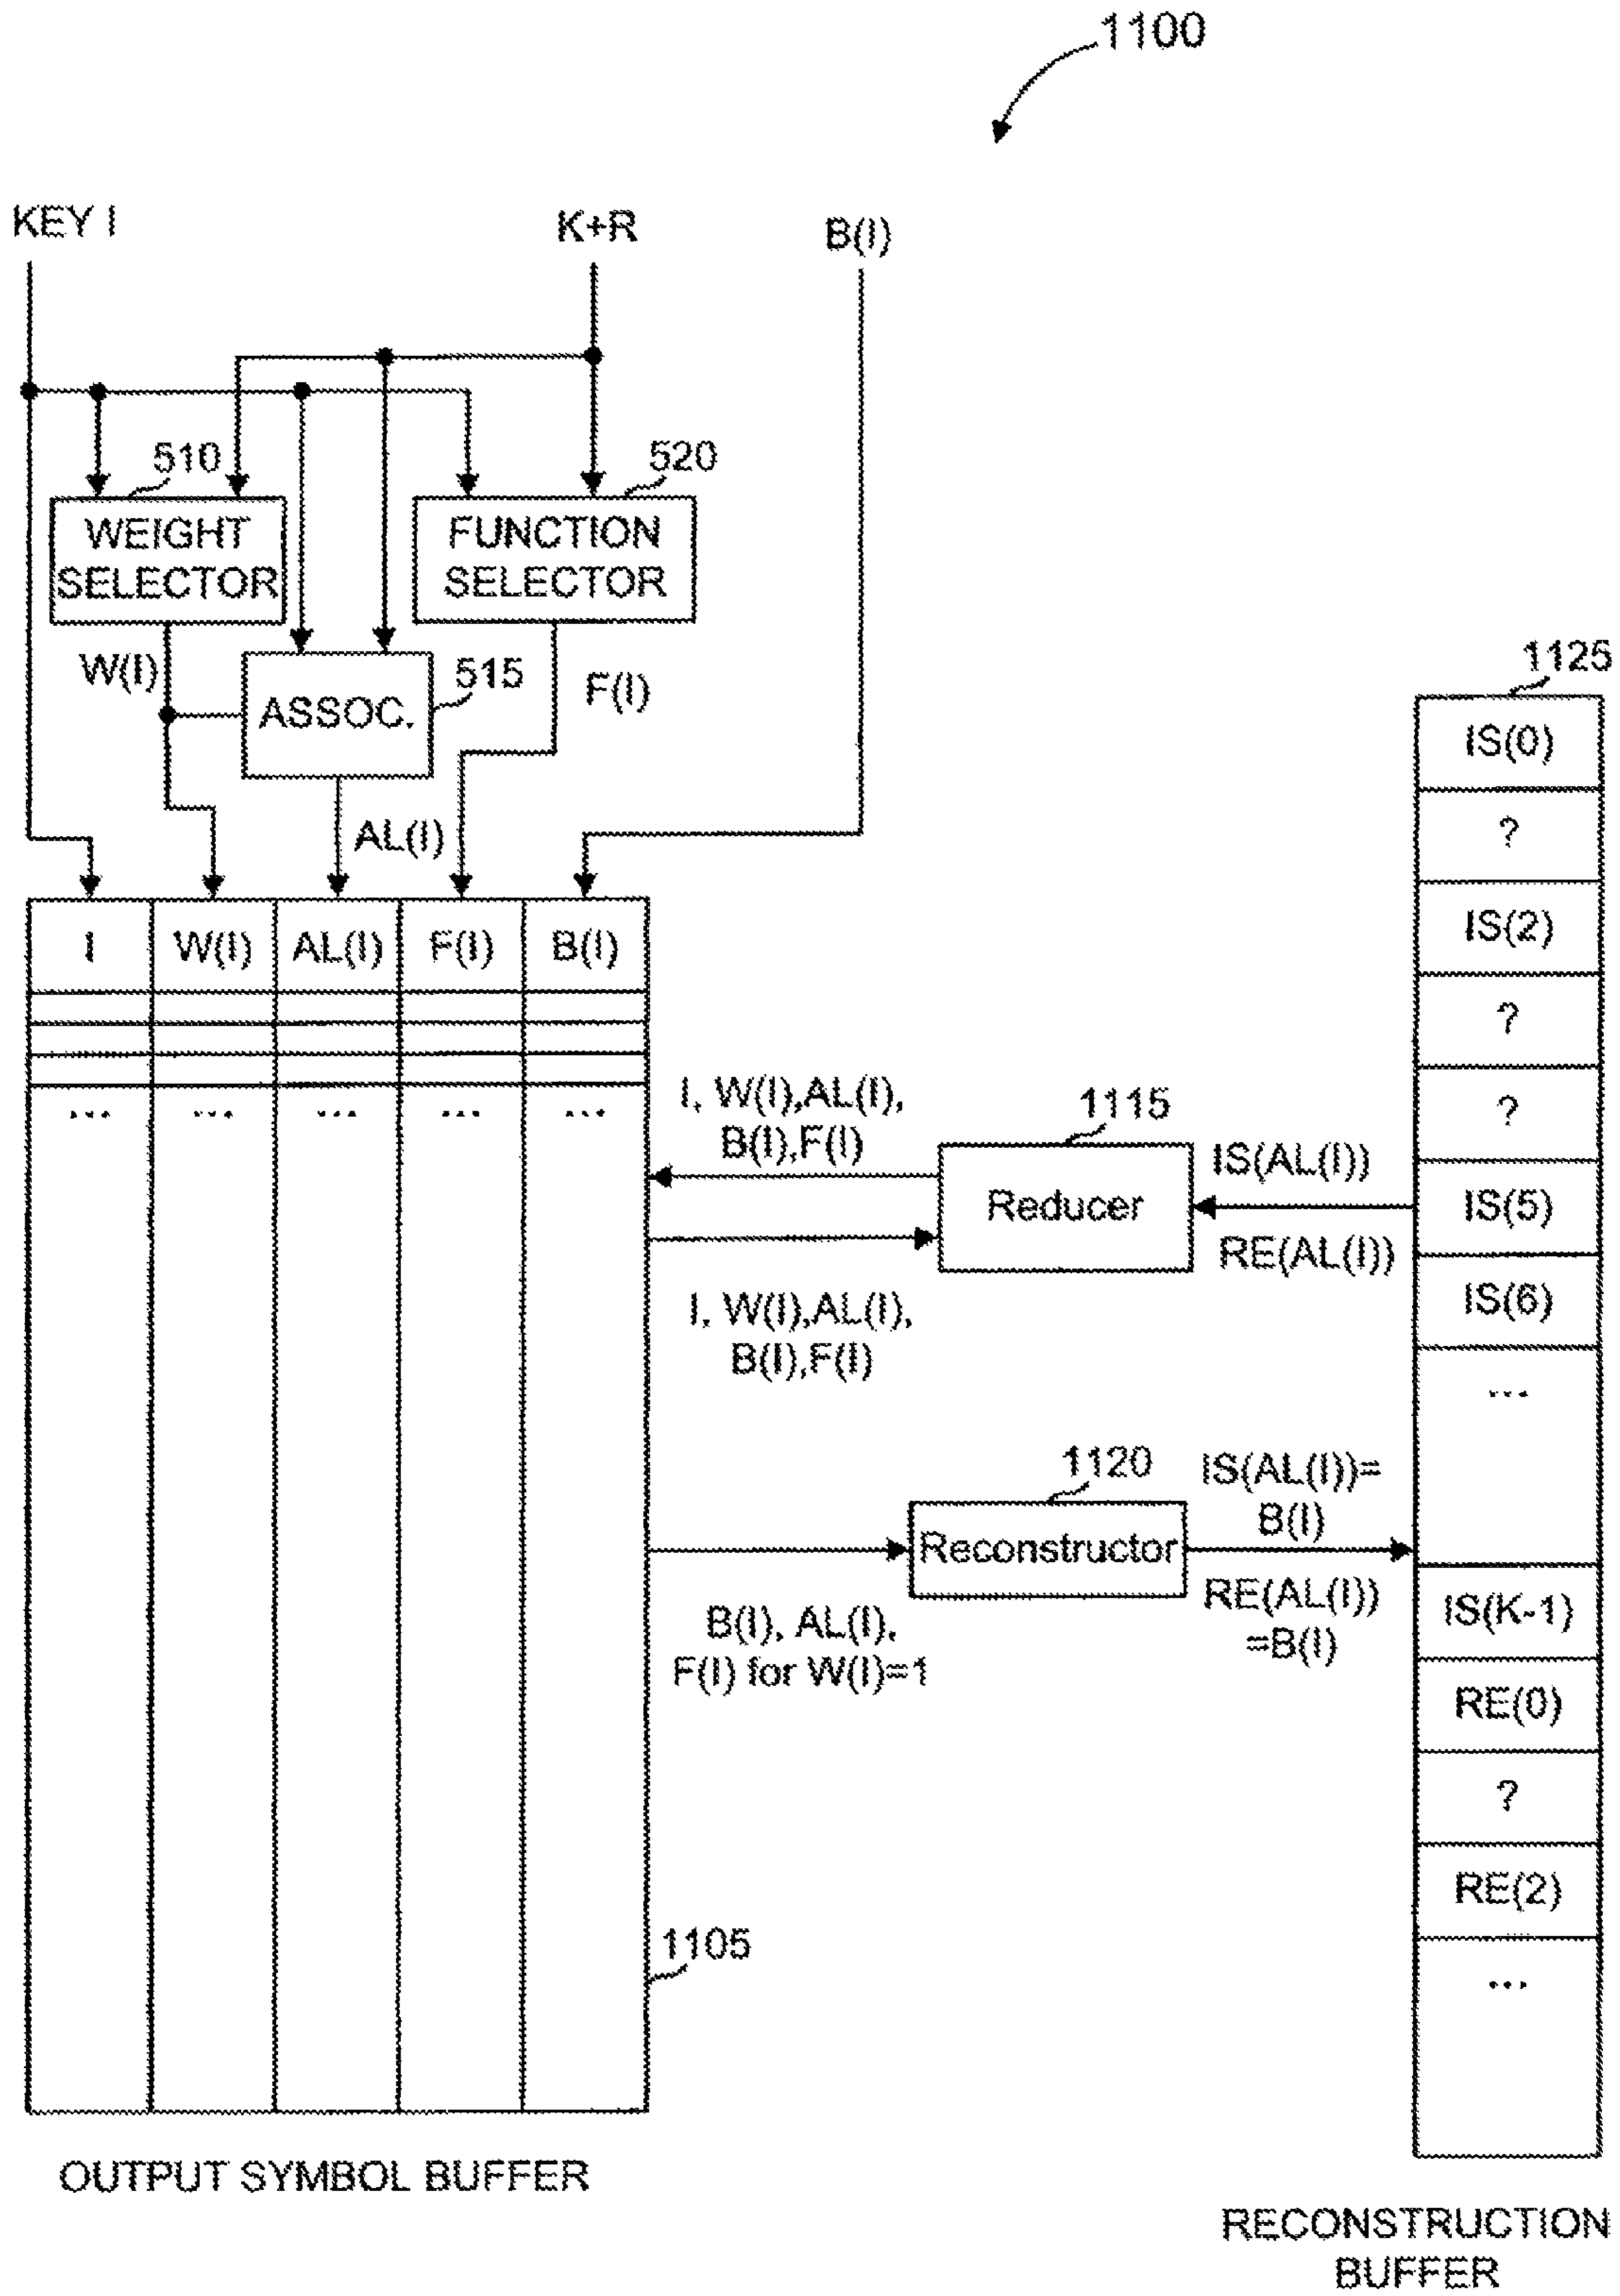 1100
KEY I
K+R
B(I)
510
520
WEIGHT
SELECTOR
FUNCTION
SELECTOR
W(I)
515
F(I)
ASSOC.
AL(I)
I W(I) AL(I) F(I) B(I)
... ... ... ... ...
I, W(I),AL(I),
B(I),F(I)
1115
Reducer
IS(AL(I))
RE(AL(I))
I, W(I),AL(I),
B(I),F(I)
1120
Reconstructor
IS(AL(I))=
B(I)
RE(AL(I))
=B(I)
B(I), AL(I),
F(I) for W(I)=1
1105
OUTPUT SYMBOL BUFFER
1125
IS(0)
?
IS(2)
?
?
IS(5)
IS(6)
...
IS(K-1)
RE(0)
?
RE(2)
...
RECONSTRUCTION
BUFFER